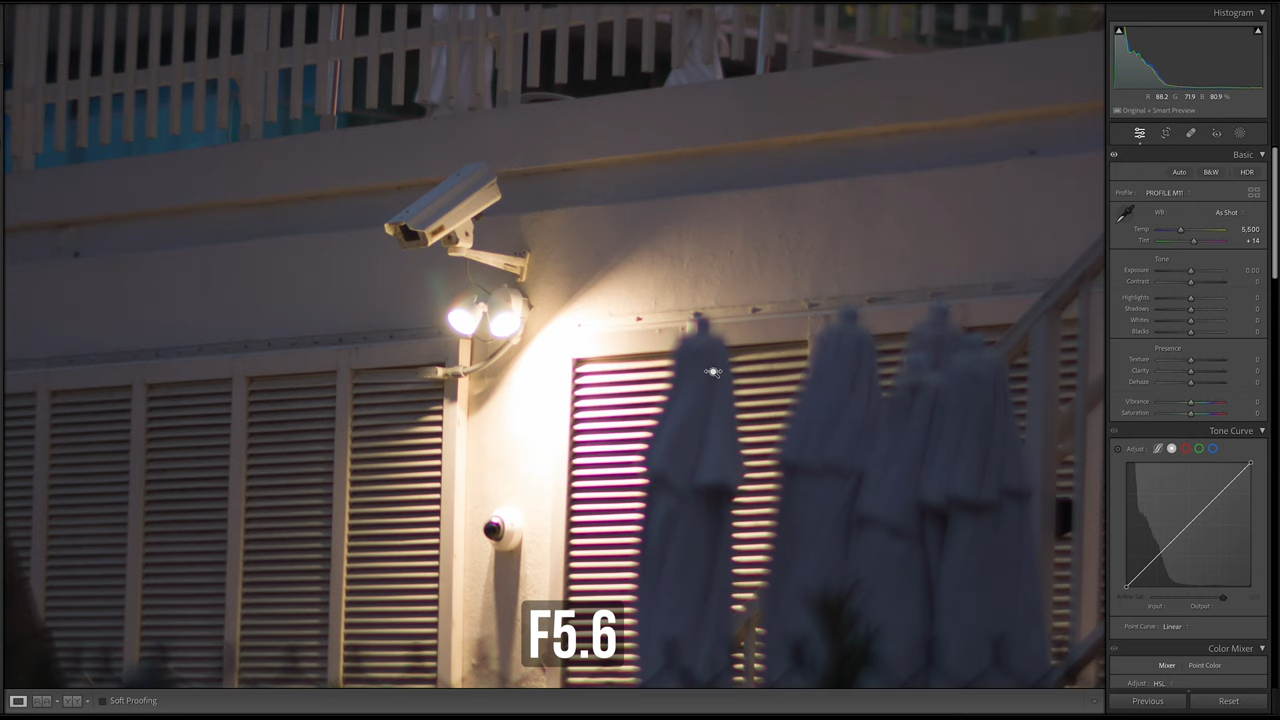 Histogram
R 88.2 G 71.9 B 80.9 %
Original + Smart Preview
Basic
Auto B&W HDR
Profile : PROFILE M11
WB: As Shot
Temp 5,500
Tint + 14
Tone
Exposure 0.00
Contrast 0
Highlights 0
Shadows 0
Whites 0
Blacks 0
Presence
Texture 0
Clarity 0
Dehaze 0
Vibrance 0
Saturation 0
Tone Curve
Adjust :
Input : Output :
Point Curve : Linear
Color Mixer
Mixer Point Color
Adjust : HSL
F5.6
Soft Proofing
Previous Reset